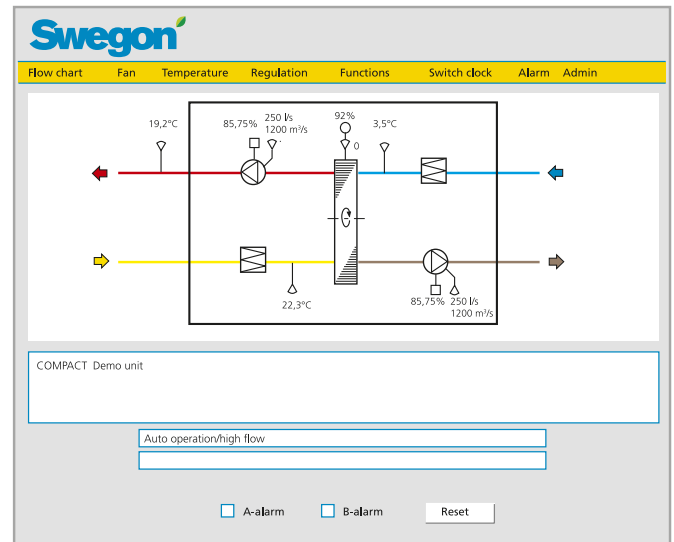 Swegon
Flow chart Fan Temperature Regulation Functions Switch clock Alarm Admin
19,2°C
85,75%
250 l/s
1200 m³/s
92%
0
3,5°C
22,3°C
85,75%
250 l/s
1200 m³/s
COMPACT Demo unit
Auto operation/high flow
A-alarm B-alarm Reset